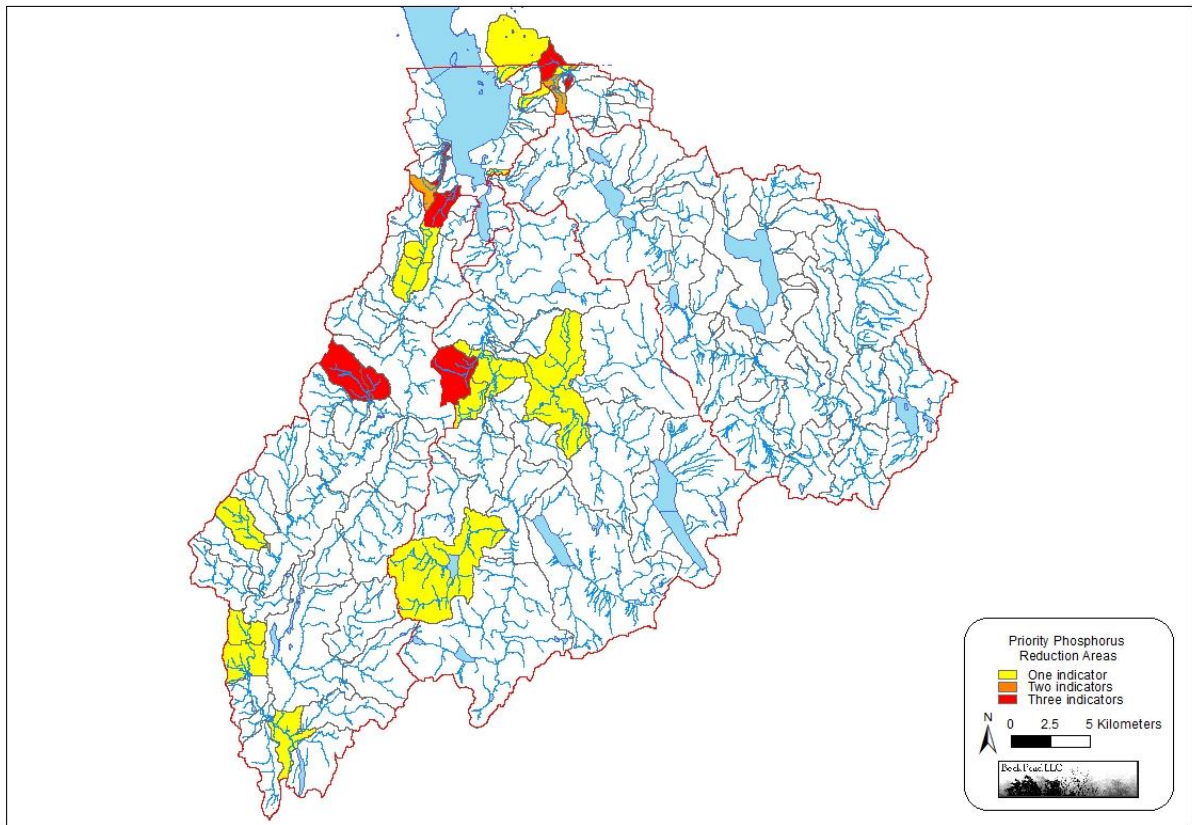 Priority Phosphorus
Reduction Areas
One indicator
Two indicators
Three indicators
N
0 2.5 5 Kilometers
Beck Pond LLC